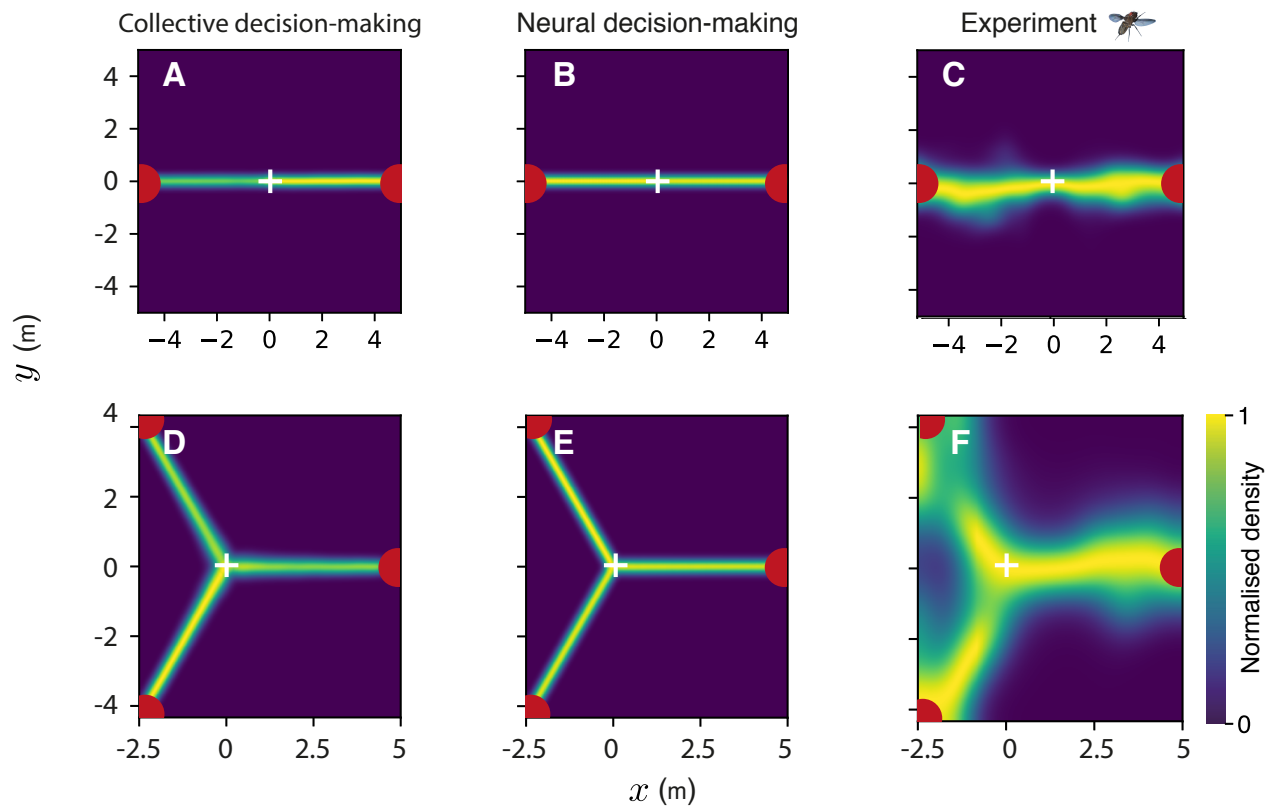 Collective decision-making Neural decision-making Experiment
A B C
4
2
0
-2
-4
−4 −2 0 2 4 −4 −2 0 2 4 −4 −2 0 2 4
y (m)
D E F
4
2
0
-2
-4
-2.5 0 2.5 5 -2.5 0 2.5 5 -2.5 0 2.5 5
x (m)
1
Normalised density
0